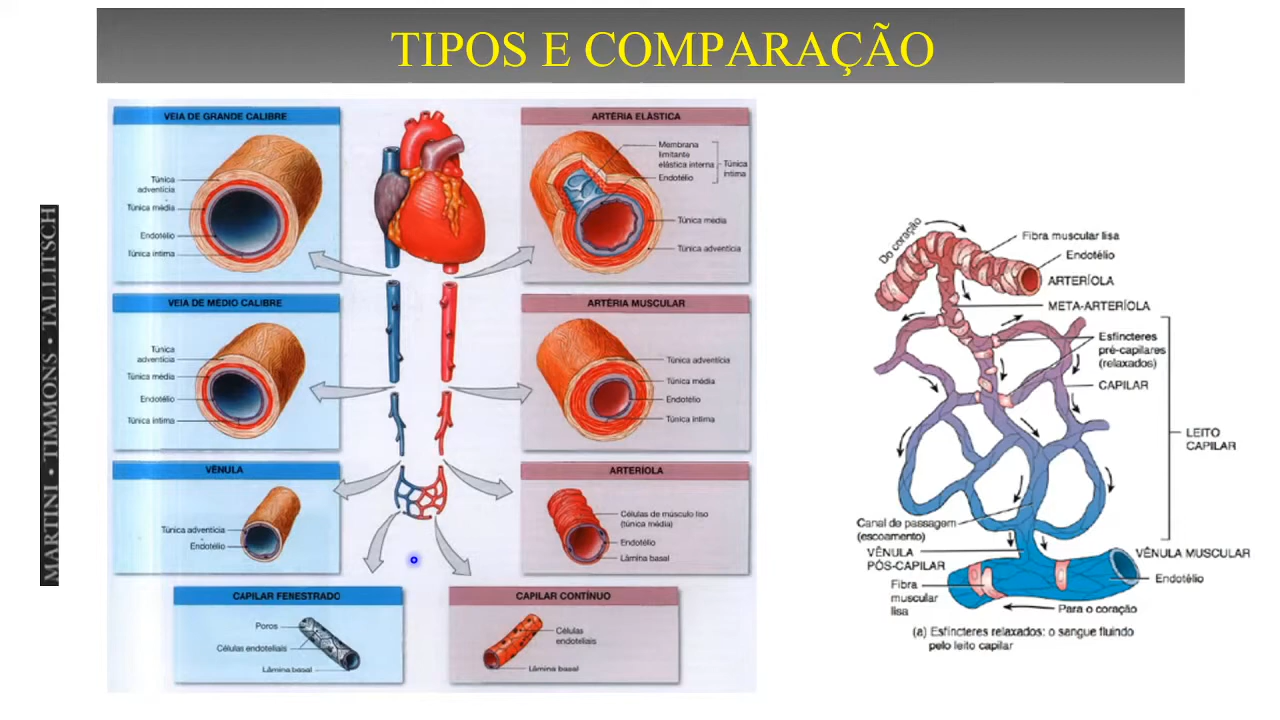 TIPOS E COMPARAÇÃO
MARTINI • TIMMONS • TALLITSCH
VEIA DE GRANDE CALIBRE
Túnica
adventícia
Túnica média
Endotélio
Túnica íntima
ARTÉRIA ELÁSTICA
Membrana
limitante
elástica interna
Endotélio
Túnica
íntima
Túnica média
Túnica adventícia
VEIA DE MÉDIO CALIBRE
Túnica
adventícia
Túnica média
Endotélio
Túnica íntima
ARTÉRIA MUSCULAR
Túnica adventícia
Túnica média
Endotélio
Túnica íntima
VÊNULA
Túnica adventícia
Endotélio
ARTERÍOLA
Células de músculo liso
(túnica média)
Endotélio
Lâmina basal
CAPILAR FENESTRADO
Poros
Células endoteliais
Lâmina basal
CAPILAR CONTÍNUO
Células
endoteliais
Lâmina basal
Do coração
Fibra muscular lisa
Endotélio
ARTERÍOLA
META-ARTERÍOLA
Esfíncteres
pré-capilares
(relaxados)
CAPILAR
LEITO
CAPILAR
Canal de passagem
(escoamento)
VÊNULA
PÓS-CAPILAR
VÊNULA MUSCULAR
Endotélio
Fibra
muscular
lisa
Para o coração
(a) Esfíncteres relaxados: o sangue fluindo
pelo leito capilar